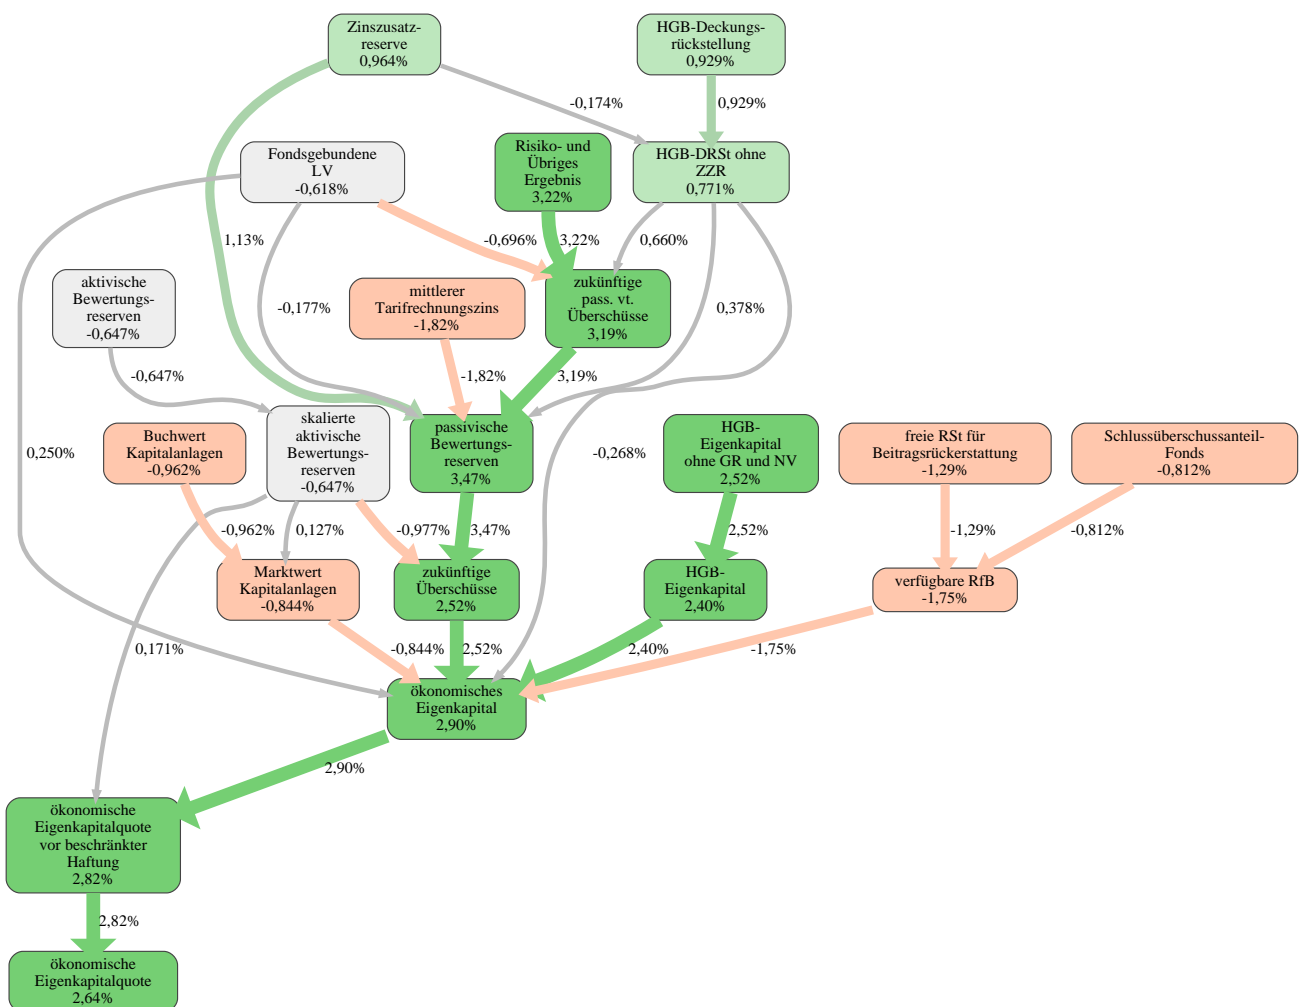 Zinszusatz-
reserve
0,964%
HGB-Deckungs-
rückstellung
0,929%
-0,174%
0,929%
Fondsgebundene
LV
-0,618%
Risiko- und
Übriges
Ergebnis
3,22%
HGB-DRSt ohne
ZZR
0,771%
1,13%
-0,696%
3,22%
0,660%
aktivische
Bewertungs-
reserven
-0,647%
-0,177%
mittlerer
Tarifrechnungszins
-1,82%
zukünftige
pass. vt.
Überschüsse
3,19%
0,378%
-0,647%
-1,82%
3,19%
0,250%
Buchwert
Kapitalanlagen
-0,962%
skalierte
aktivische
Bewertungs-
reserven
-0,647%
passivische
Bewertungs-
reserven
3,47%
-0,268%
HGB-
Eigenkapital
ohne GR und NV
2,52%
freie RSt für
Beitragsrückerstattung
-1,29%
Schlussüberschussanteil-
Fonds
-0,812%
-0,962%
0,127%
-0,977%
3,47%
2,52%
-1,29%
-0,812%
Marktwert
Kapitalanlagen
-0,844%
zukünftige
Überschüsse
2,52%
HGB-
Eigenkapital
2,40%
verfügbare RfB
-1,75%
0,171%
-0,844%
2,52%
2,40%
-1,75%
ökonomisches
Eigenkapital
2,90%
2,90%
ökonomische
Eigenkapitalquote
vor beschränkter
Haftung
2,82%
2,82%
ökonomische
Eigenkapitalquote
2,64%